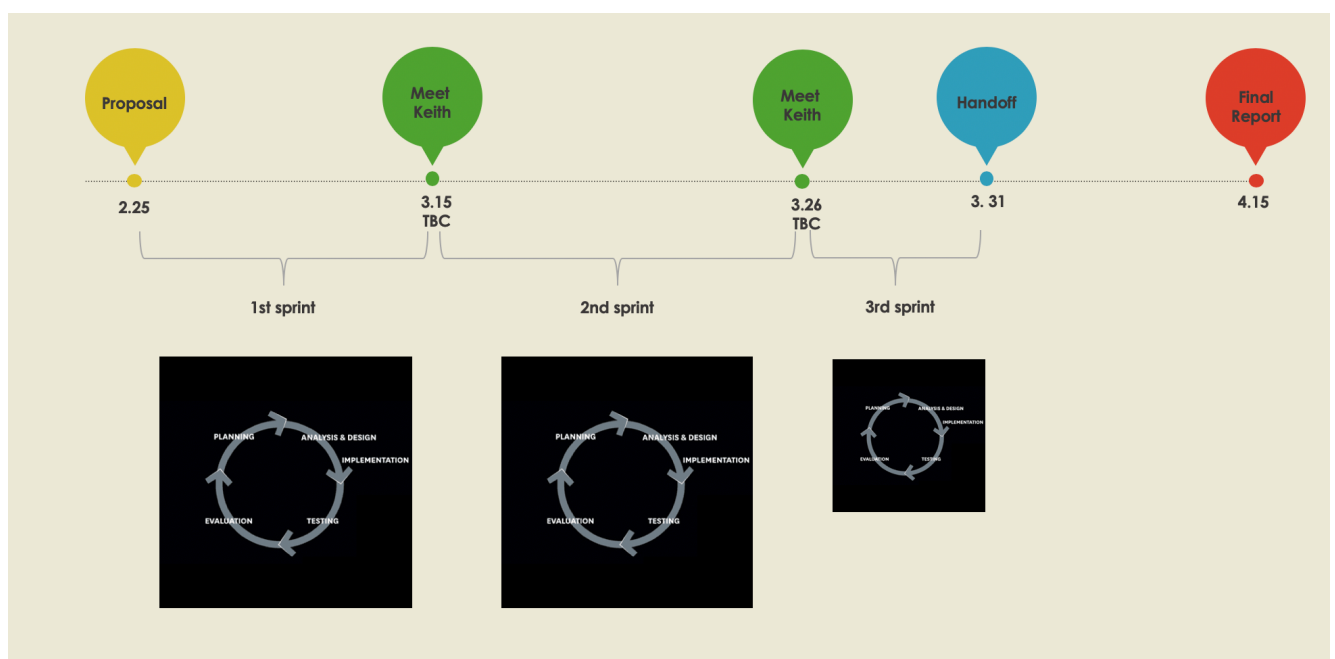 Proposal
Meet
Keith
Meet
Keith
Handoff
Final
Report
2.25
3.15
TBC
3.26
TBC
3. 31
4.15
1st sprint
2nd sprint
3rd sprint
PLANNING
ANALYSIS & DESIGN
IMPLEMENTATION
EVALUATION
TESTING
PLANNING
ANALYSIS & DESIGN
IMPLEMENTATION
EVALUATION
TESTING
PLANNING
ANALYSIS & DESIGN
IMPLEMENTATION
EVALUATION
TESTING